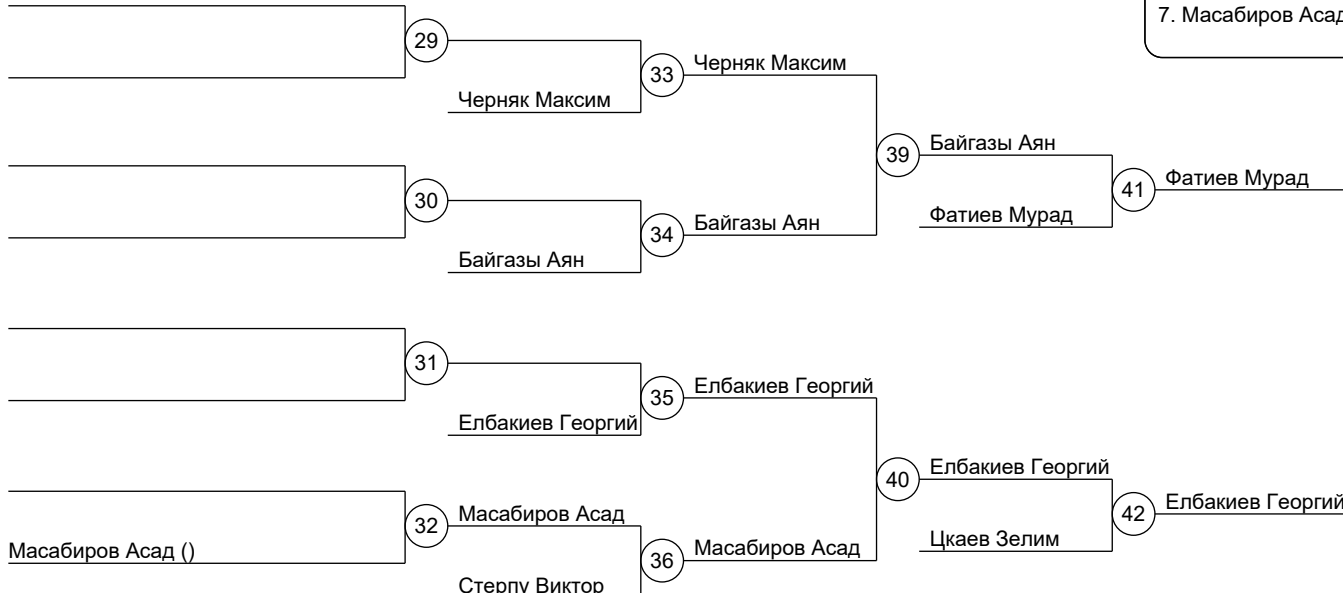 7. Масабиров Асад
29
33
Черняк Максим
Черняк Максим
39
Байгазы Аян
41
Фатиев Мурад
30
34
Байгазы Аян
Фатиев Мурад
Байгазы Аян
31
35
Елбакиев Георгий
Елбакиев Георгий
40
Елбакиев Георгий
42
Елбакиев Георгий
32
Масабиров Асад
Цкаев Зелим
Масабиров Асад ()
36
Масабиров Асад
Стерпу Виктор